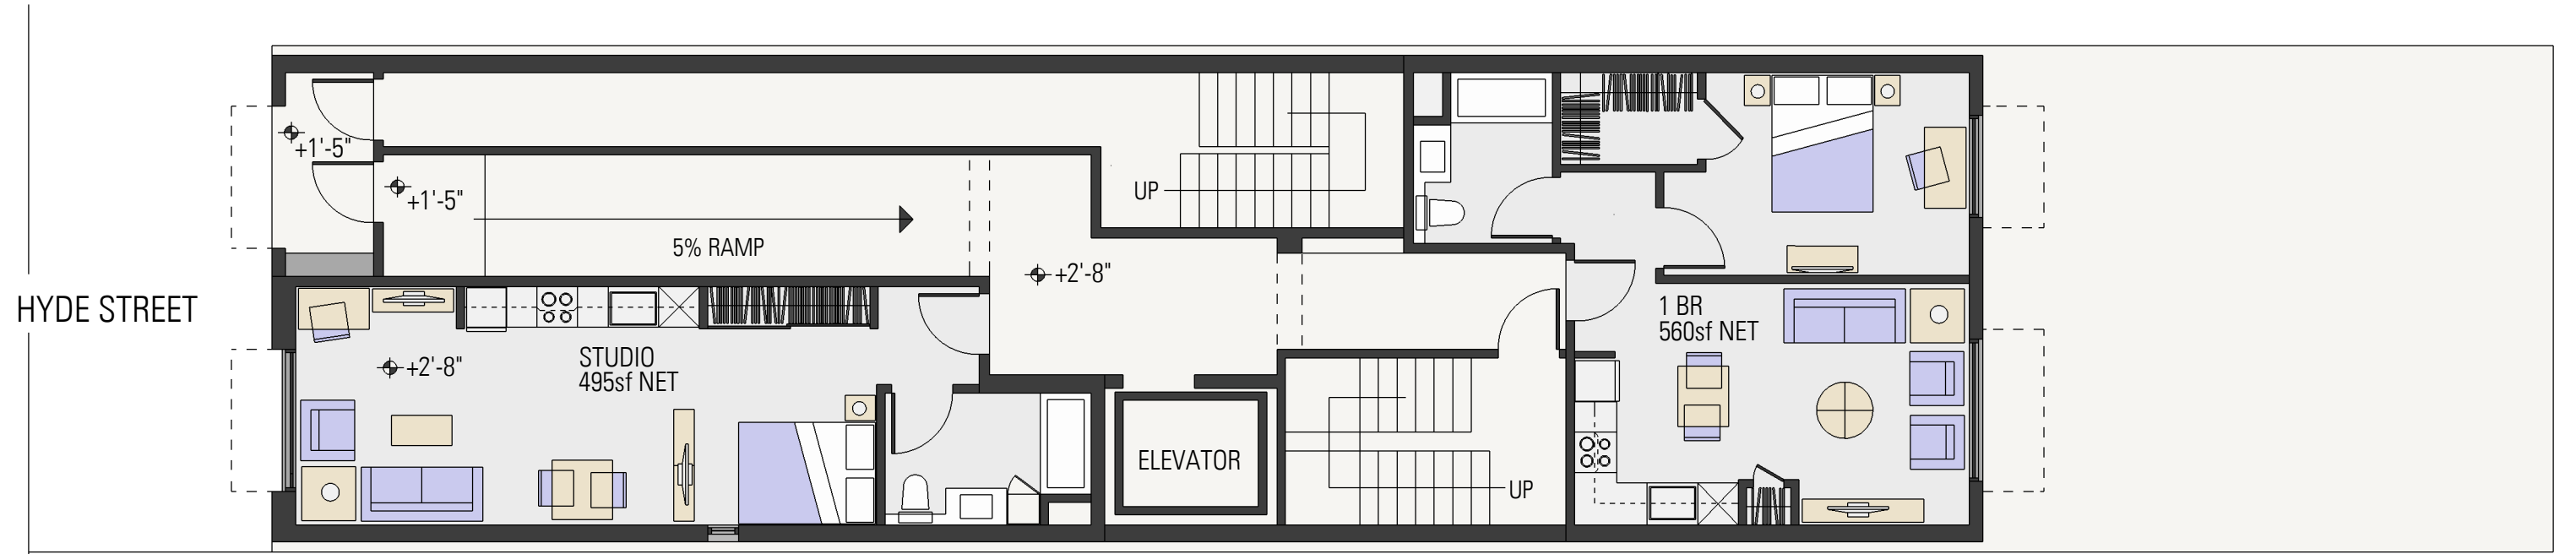 HYDE STREET
+1'-5"
+1'-5"
5% RAMP
UP
+2'-8"
+2'-8"
STUDIO
495sf NET
ELEVATOR
UP
1 BR
560sf NET